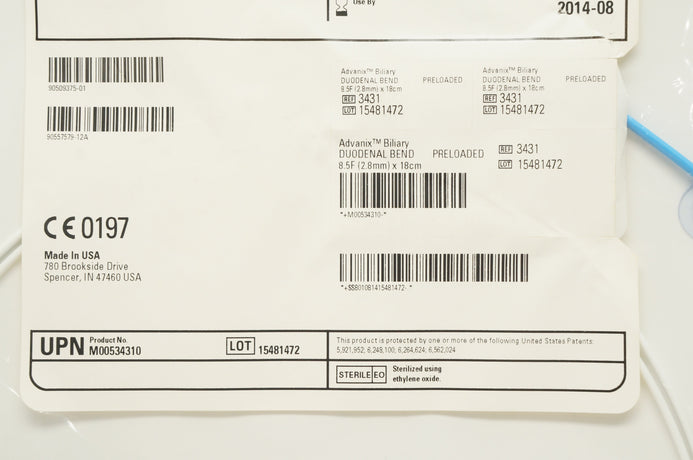 Use By
2014-08
90509375-01
90557579-12A
Advanix™ Biliary
DUODENAL BEND PRELOADED
8.5F (2.8mm) x 18cm
REF 3431
LOT 15481472
Advanix™ Biliary
DUODENAL BEND PRELOADED
8.5F (2.8mm) x 18cm
REF 3431
LOT 15481472
Advanix™ Biliary
DUODENAL BEND PRELOADED
8.5F (2.8mm) x 18cm
REF 3431
LOT 15481472
*+M00534310-*
CE 0197
Made In USA
780 Brookside Drive
Spencer, IN 47460 USA
UPN Product No.
M00534310
LOT 15481472
This product is protected by one or more of the following United States Patents:
5,921,952; 6,248,100; 6,264,624; 6,562,024
STERILE EO
Sterilized using
ethylene oxide.